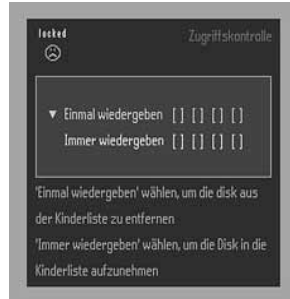 locked
Zugriffskontrolle
▼ Einmal wiedergeben [ ] [ ] [ ] [ ]
Immer wiedergeben [ ] [ ] [ ] [ ]
'Einmal wiedergeben' wählen, um die disk aus
der Kinderliste zu entfernen
'Immer wiedergeben' wählen, um die Disk in die
Kinderliste aufzunehmen